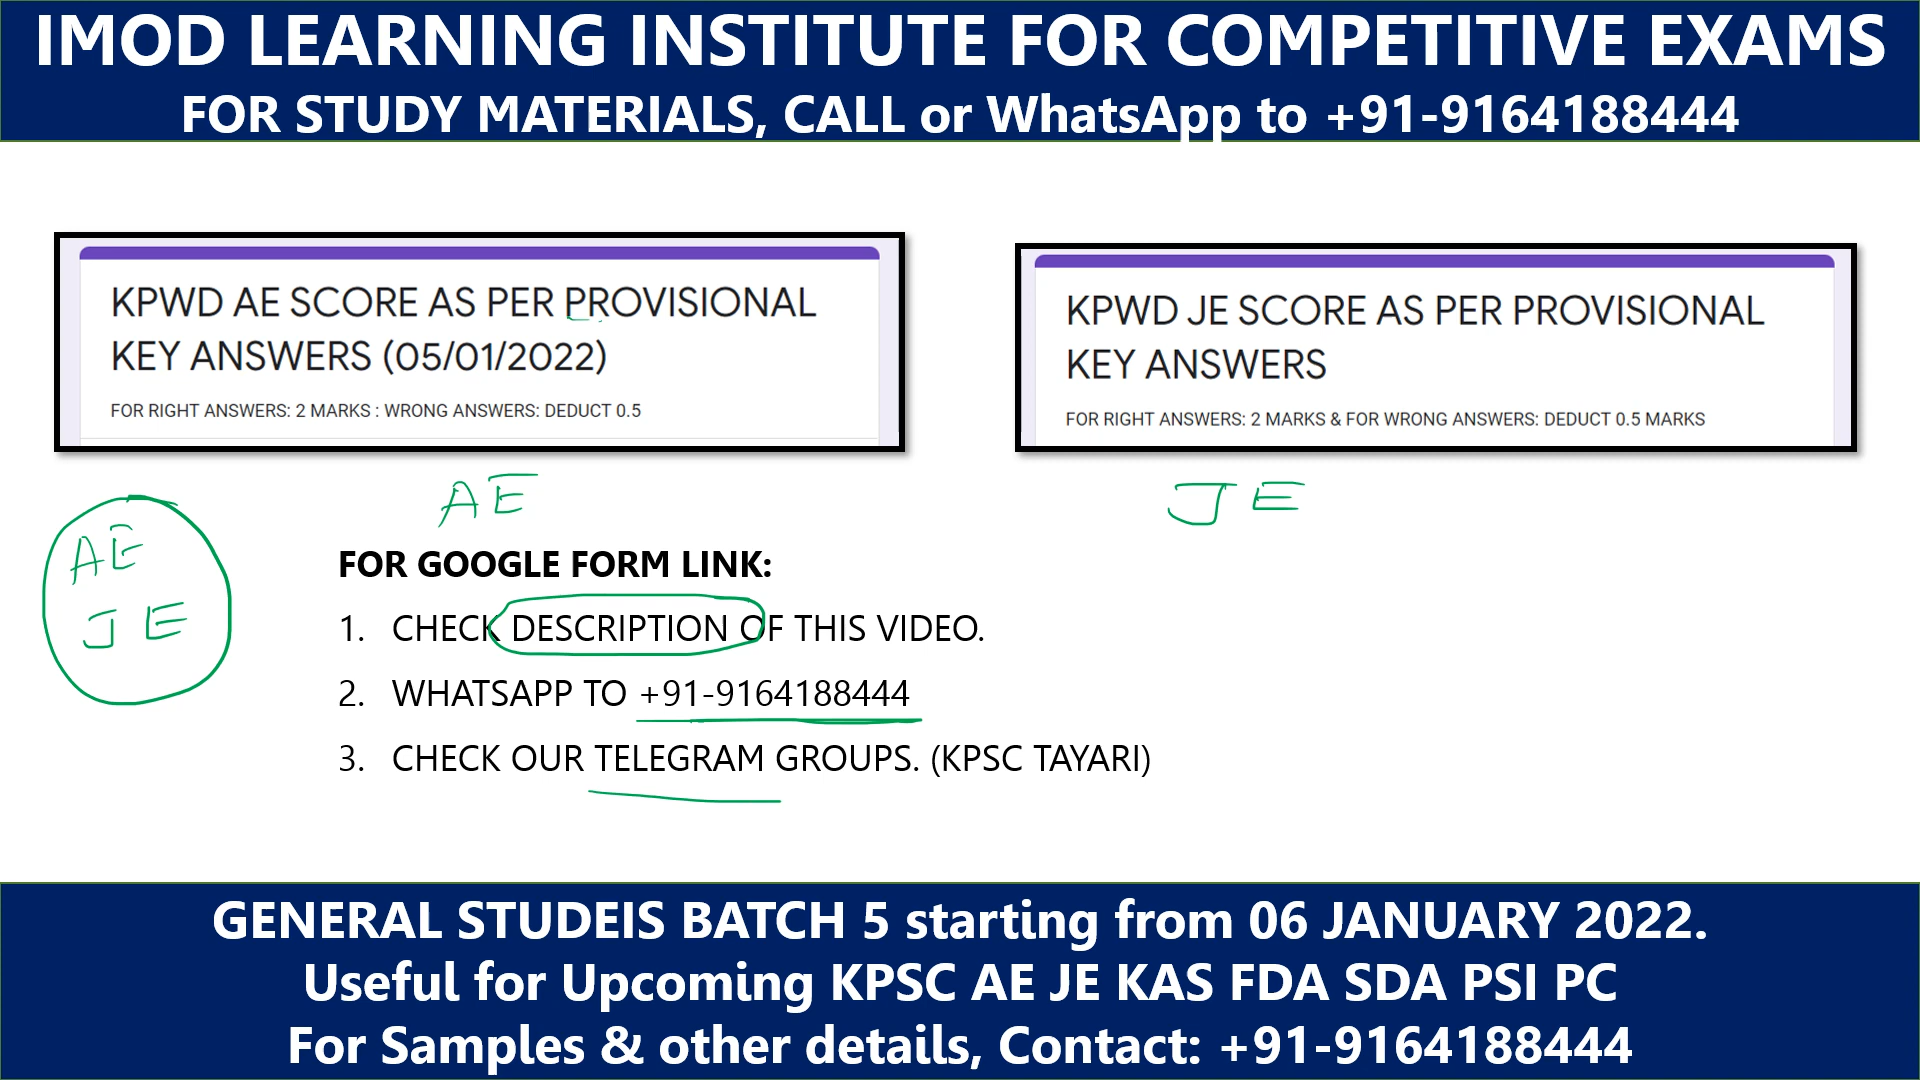 IMOD LEARNING INSTITUTE FOR COMPETITIVE EXAMS
FOR STUDY MATERIALS, CALL or WhatsApp to +91-9164188444
KPWD AE SCORE AS PER PROVISIONAL
KEY ANSWERS (05/01/2022)
FOR RIGHT ANSWERS: 2 MARKS : WRONG ANSWERS: DEDUCT 0.5
KPWD JE SCORE AS PER PROVISIONAL
KEY ANSWERS
FOR RIGHT ANSWERS: 2 MARKS & FOR WRONG ANSWERS: DEDUCT 0.5 MARKS
AE
JE
AE
JE
FOR GOOGLE FORM LINK:
1. CHECK DESCRIPTION OF THIS VIDEO.
2. WHATSAPP TO +91-9164188444
3. CHECK OUR TELEGRAM GROUPS. (KPSC TAYARI)
GENERAL STUDEIS BATCH 5 starting from 06 JANUARY 2022.
Useful for Upcoming KPSC AE JE KAS FDA SDA PSI PC
For Samples & other details, Contact: +91-9164188444